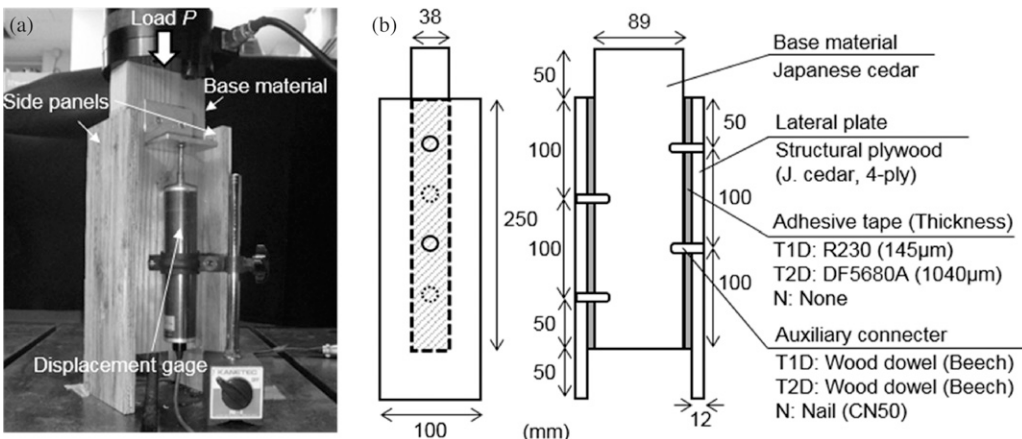 (a)
Load P
Base material
Side panels
Displacement gage
KANETEC
(b)
38
89
50
100
100
50
50
250
100
(mm)
50
100
100
12
Base material
Japanese cedar
Lateral plate
Structural plywood
(J. cedar, 4-ply)
Adhesive tape (Thickness)
T1D: R230 (145μm)
T2D: DF5680A (1040μm)
N: None
Auxiliary connecter
T1D: Wood dowel (Beech)
T2D: Wood dowel (Beech)
N: Nail (CN50)